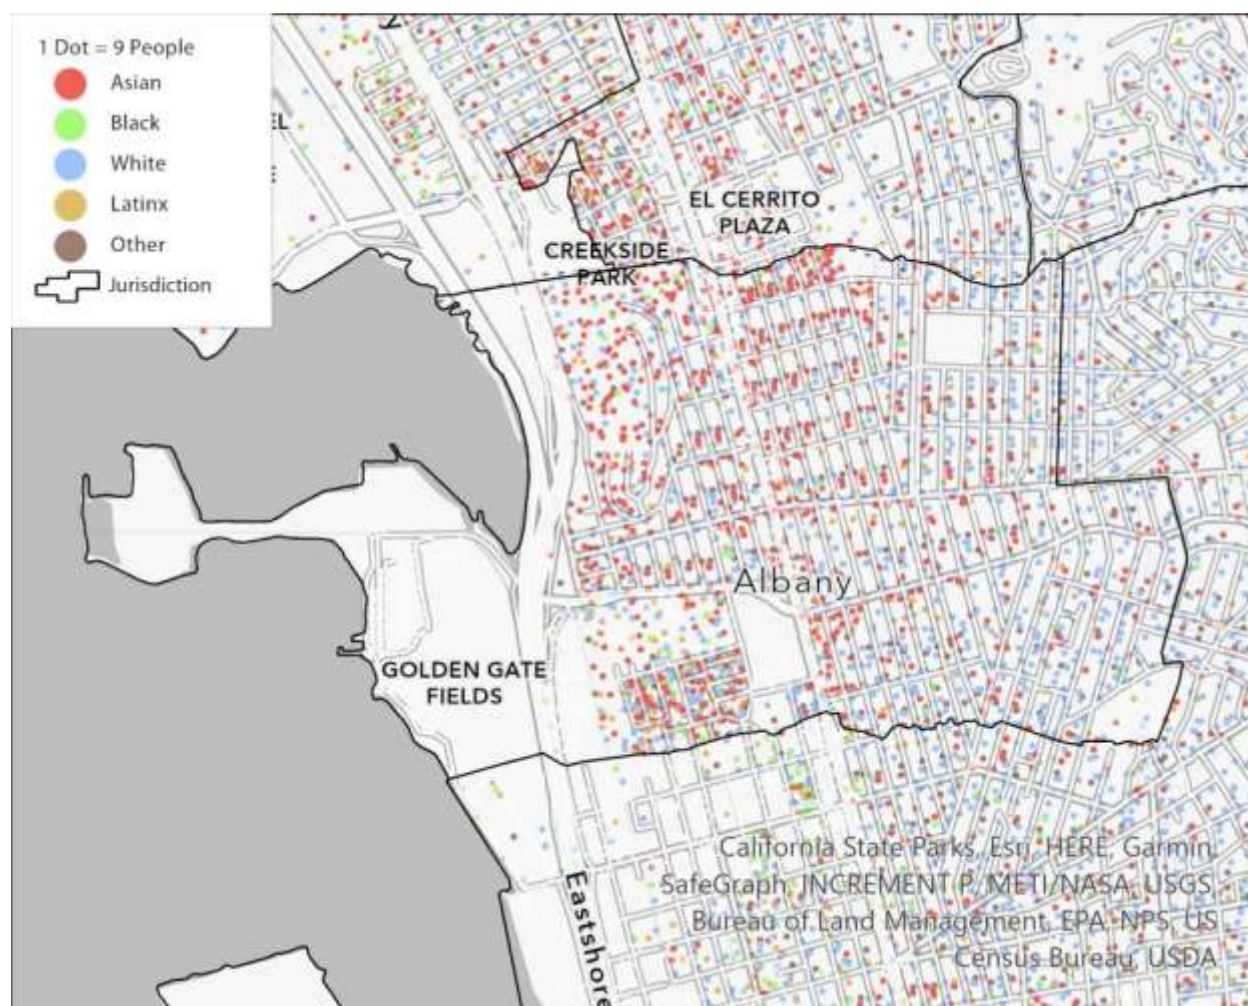 1 Dot = 9 People
Asian
Black
White
Latinx
Other
Jurisdiction
EL CERRITO
PLAZA
CREEKSIDE
PARK
Albany
GOLDEN GATE
FIELDS
Eastshore
California State Parks, Esri, HERE, Garmin,
SafeGraph, INCREMENT P, METI/NASA, USGS,
Bureau of Land Management, EPA, NPS, US
Census Bureau, USDA